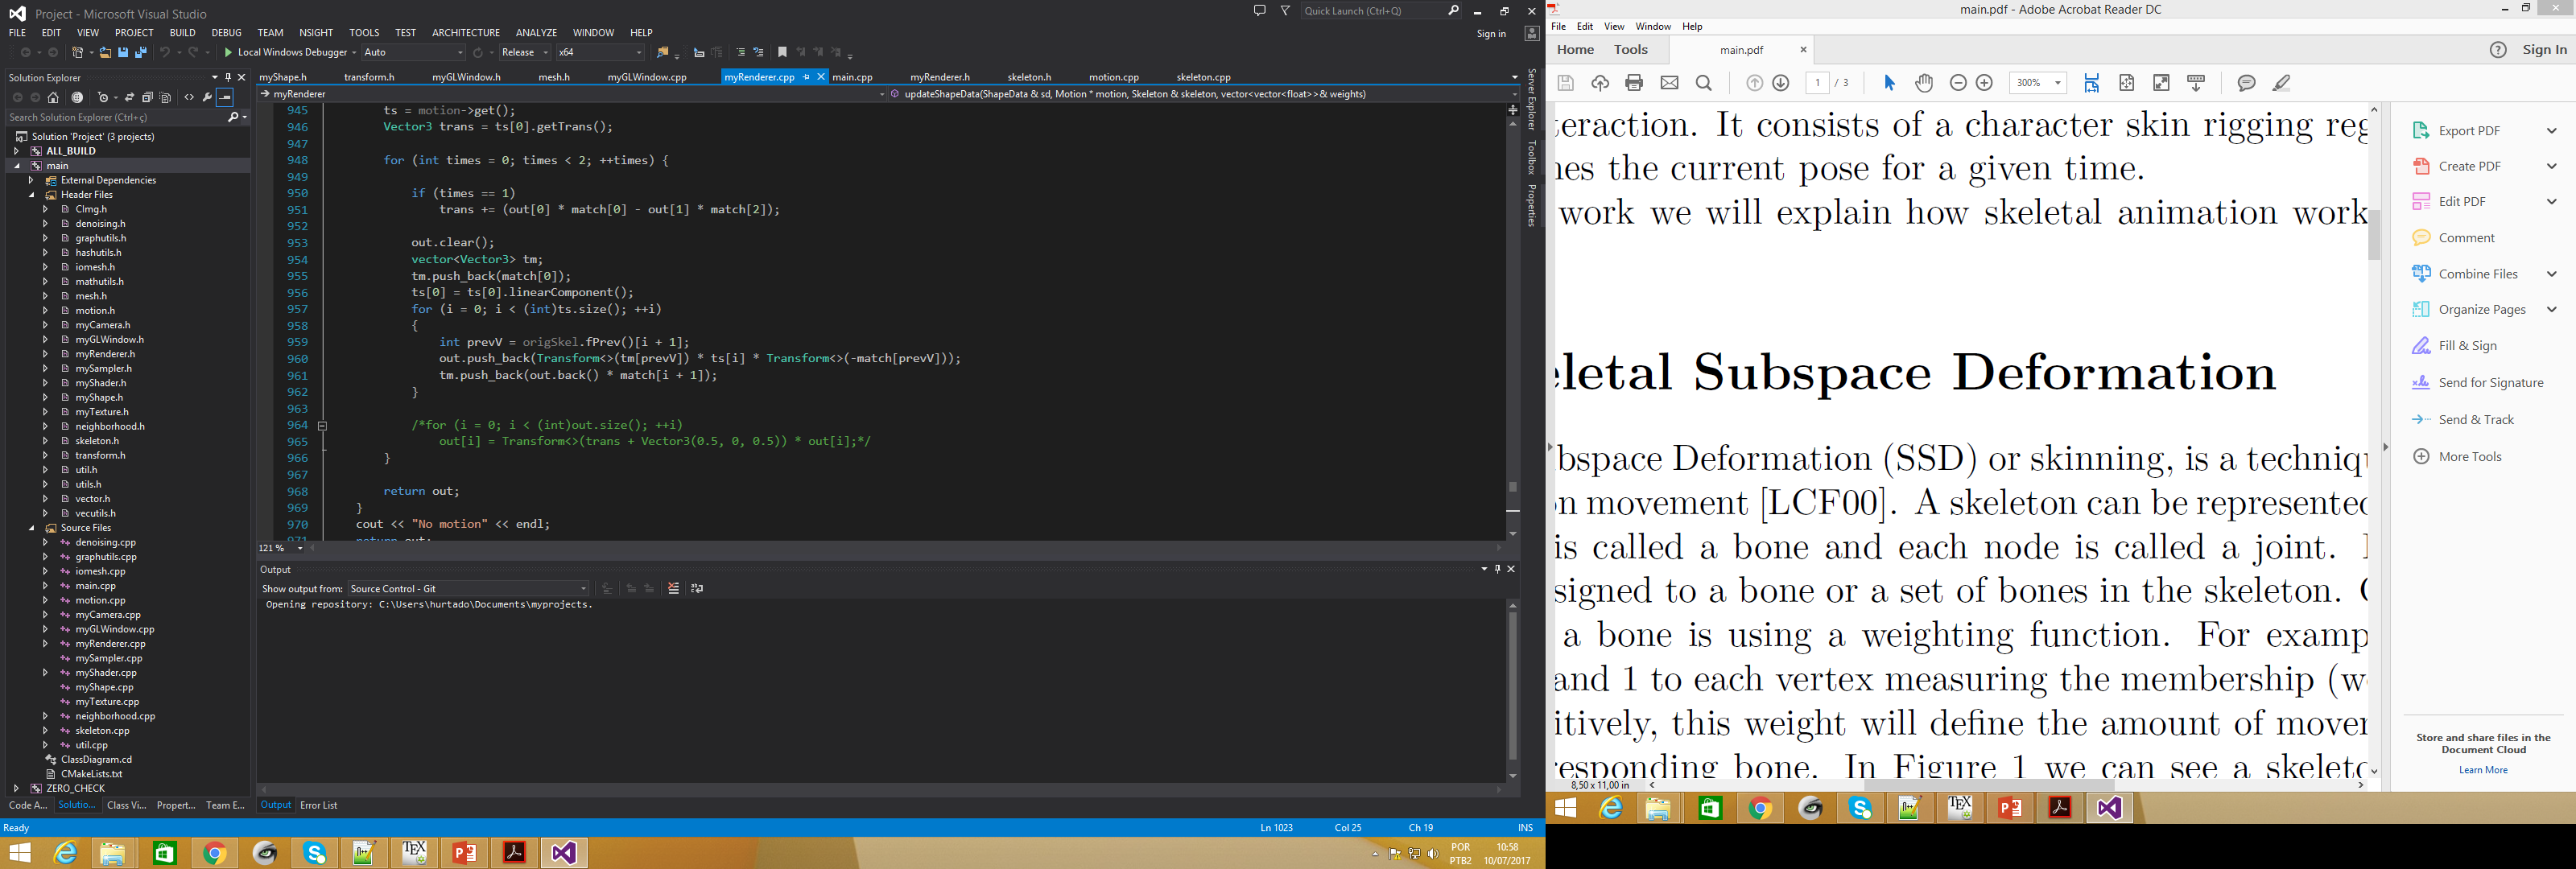 Project - Microsoft Visual Studio
Quick Launch (Ctrl+Q)
FILE EDIT VIEW PROJECT BUILD DEBUG TEAM NSIGHT TOOLS TEST ARCHITECTURE ANALYZE WINDOW HELP
Sign in
Local Windows Debugger Auto Release x64
Solution Explorer
Search Solution Explorer (Ctrl+ç)
Solution 'Project' (3 projects)
ALL_BUILD
main
External Dependencies
Header Files
CImg.h
denoising.h
graphutils.h
hashutils.h
iomesh.h
mathutils.h
mesh.h
motion.h
myCamera.h
myGLWindow.h
myRenderer.h
mySampler.h
myShader.h
myShape.h
myTexture.h
neighborhood.h
skeleton.h
transform.h
util.h
utils.h
vector.h
vecutils.h
Source Files
denoising.cpp
graphutils.cpp
iomesh.cpp
main.cpp
motion.cpp
myCamera.cpp
myGLWindow.cpp
myRenderer.cpp
mySampler.cpp
myShader.cpp
myShape.cpp
myTexture.cpp
neighborhood.cpp
skeleton.cpp
util.cpp
ClassDiagram.cd
CMakeLists.txt
ZERO_CHECK
Code A... Solutio... Class Vi... Propert... Team E...
myShape.h transform.h myGLWindow.h mesh.h myGLWindow.cpp myRenderer.cpp main.cpp myRenderer.h skeleton.h motion.cpp skeleton.cpp
myRenderer updateShapeData(ShapeData & sd, Motion * motion, Skeleton & skeleton, vector<vector<float>>& weights)
945 ts = motion->get();
946 Vector3 trans = ts[0].getTrans();
947
948 for (int times = 0; times < 2; ++times) {
949
950 if (times == 1)
951 trans += (out[0] * match[0] - out[1] * match[2]);
952
953 out.clear();
954 vector<Vector3> tm;
955 tm.push_back(match[0]);
956 ts[0] = ts[0].linearComponent();
957 for (i = 0; i < (int)ts.size(); ++i)
958 {
959 int prevV = origSkel.fPrev()[i + 1];
960 out.push_back(Transform<>(tm[prevV]) * ts[i] * Transform<>(-match[prevV]));
961 tm.push_back(out.back() * match[i + 1]);
962 }
963
964 /*for (i = 0; i < (int)out.size(); ++i)
965 out[i] = Transform<>(trans + Vector3(0.5, 0, 0.5)) * out[i];*/
966 }
967
968 return out;
969 }
970 cout << "No motion" << endl;
971 return out;
121 %
Output
Show output from: Source Control - Git
Opening repository: C:\Users\hurtado\Documents\myprojects.
Output Error List
Server Explorer
Toolbox
Properties
Ready Ln 1023 Col 25 Ch 19 INS
POR
PTB2
10:58
10/07/2017
main.pdf - Adobe Acrobat Reader DC
File Edit View Window Help
Home Tools main.pdf Sign In
1 / 3 300%
teraction. It consists of a character skin rigging reg
nes the current pose for a given time.
work we will explain how skeletal animation work
eletal Subspace Deformation
bspace Deformation (SSD) or skinning, is a techniqu
on movement [LCF00]. A skeleton can be represented
is called a bone and each node is called a joint.
signed to a bone or a set of bones in the skeleton.
a bone is using a weighting function. For examp
and 1 to each vertex measuring the membership (we
itively, this weight will define the amount of mover
responding bone. In Figure 1 we can see a skeleto
8,50 x 11,00 in
Export PDF
Create PDF
Edit PDF
Comment
Combine Files
Organize Pages
Fill & Sign
Send for Signature
Send & Track
More Tools
Store and share files in the
Document Cloud
Learn More